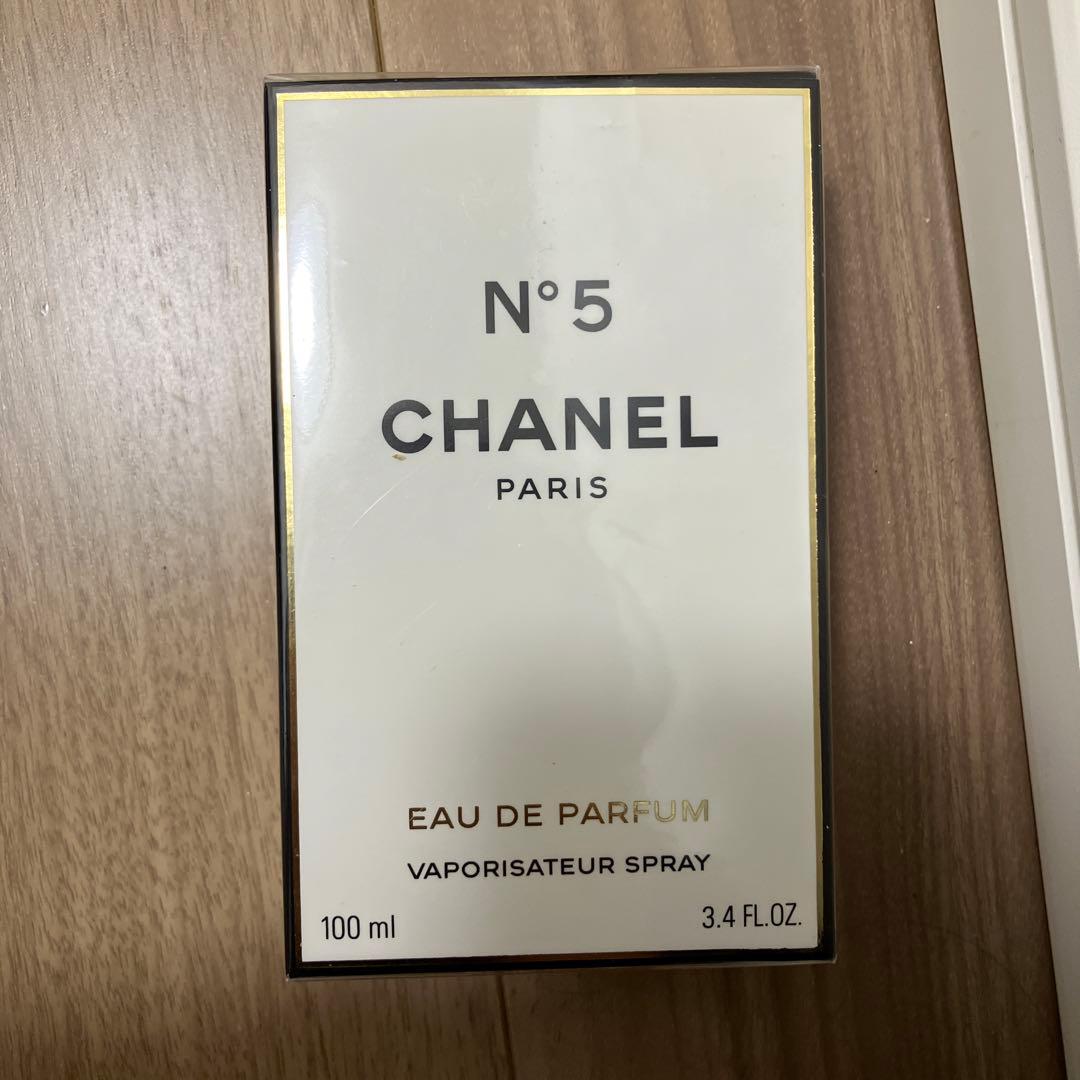 N°5
CHANEL
PARIS
EAU DE PARFUM
VAPORISATEUR SPRAY
100 ml
3.4 FL.OZ.